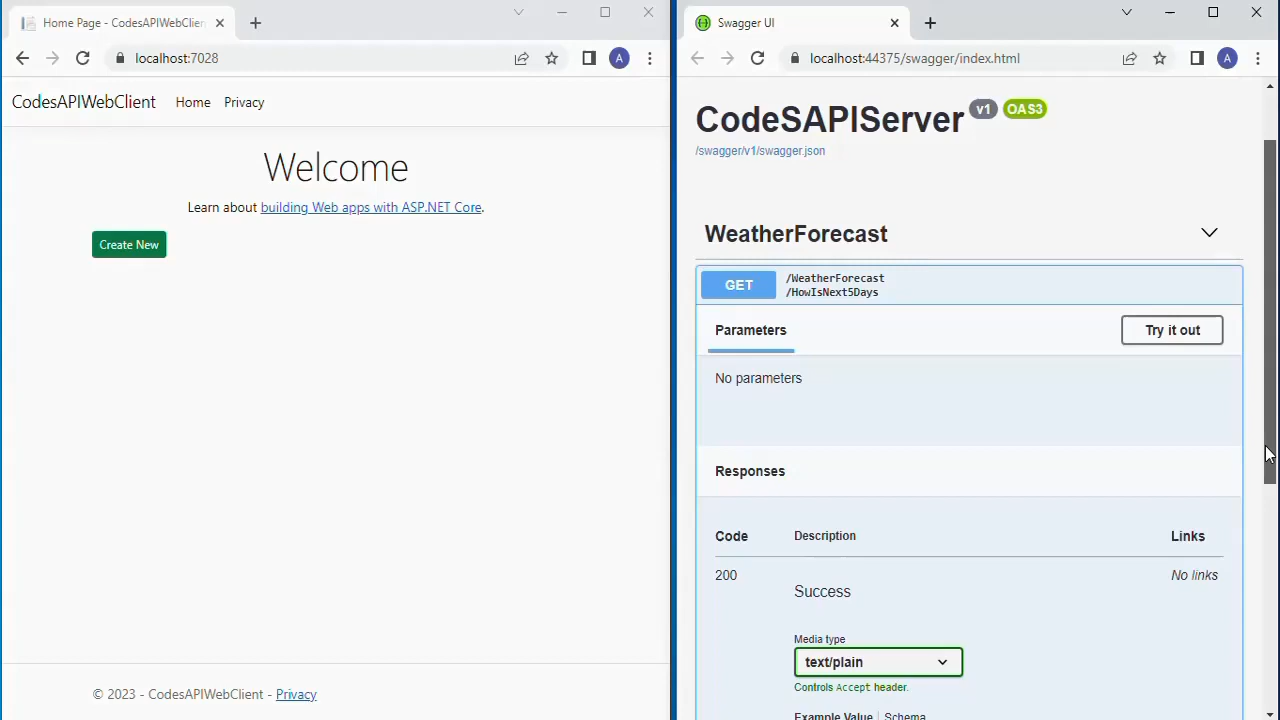 Home Page - CodesAPIWebClien
localhost:7028
A
CodesAPIWebClient
Home
Privacy
Welcome
Learn about building Web apps with ASP.NET Core.
Create New
© 2023 - CodesAPIWebClient - Privacy
Swagger UI
localhost:44375/swagger/index.html
A
CodeSAPIServer v1 OAS3
/swagger/v1/swagger.json
WeatherForecast
GET
/WeatherForecast
/HowIsNext5Days
Parameters
Try it out
No parameters
Responses
Code Description Links
200 No links
Success
Media type
text/plain
Controls Accept header.
Example Value Schema